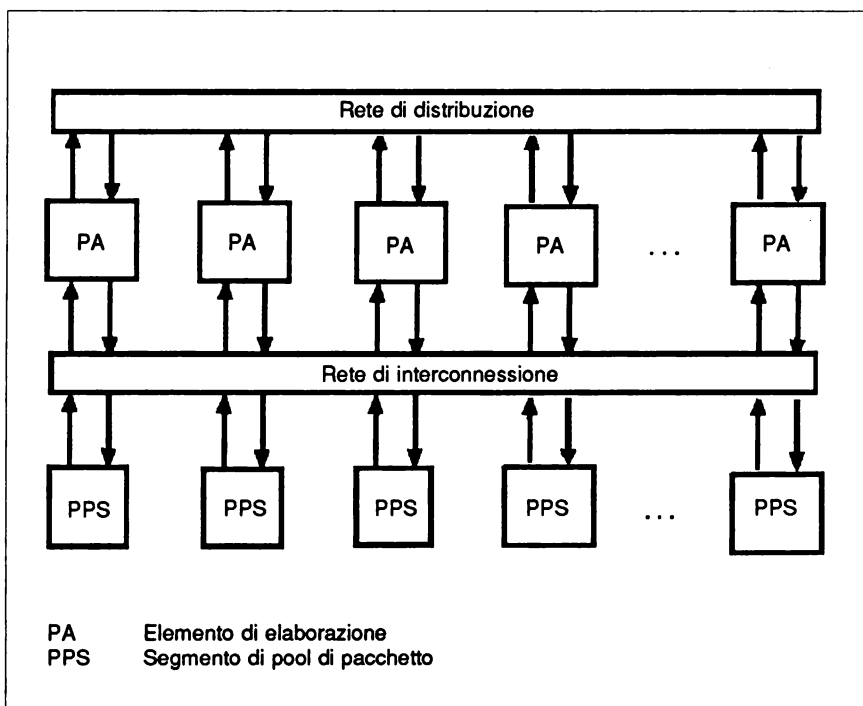 Rete di distribuzione
PA PA PA PA ... PA
Rete di interconnessione
PPS PPS PPS PPS ... PPS
PA Elemento di elaborazione
PPS Segmento di pool di pacchetto